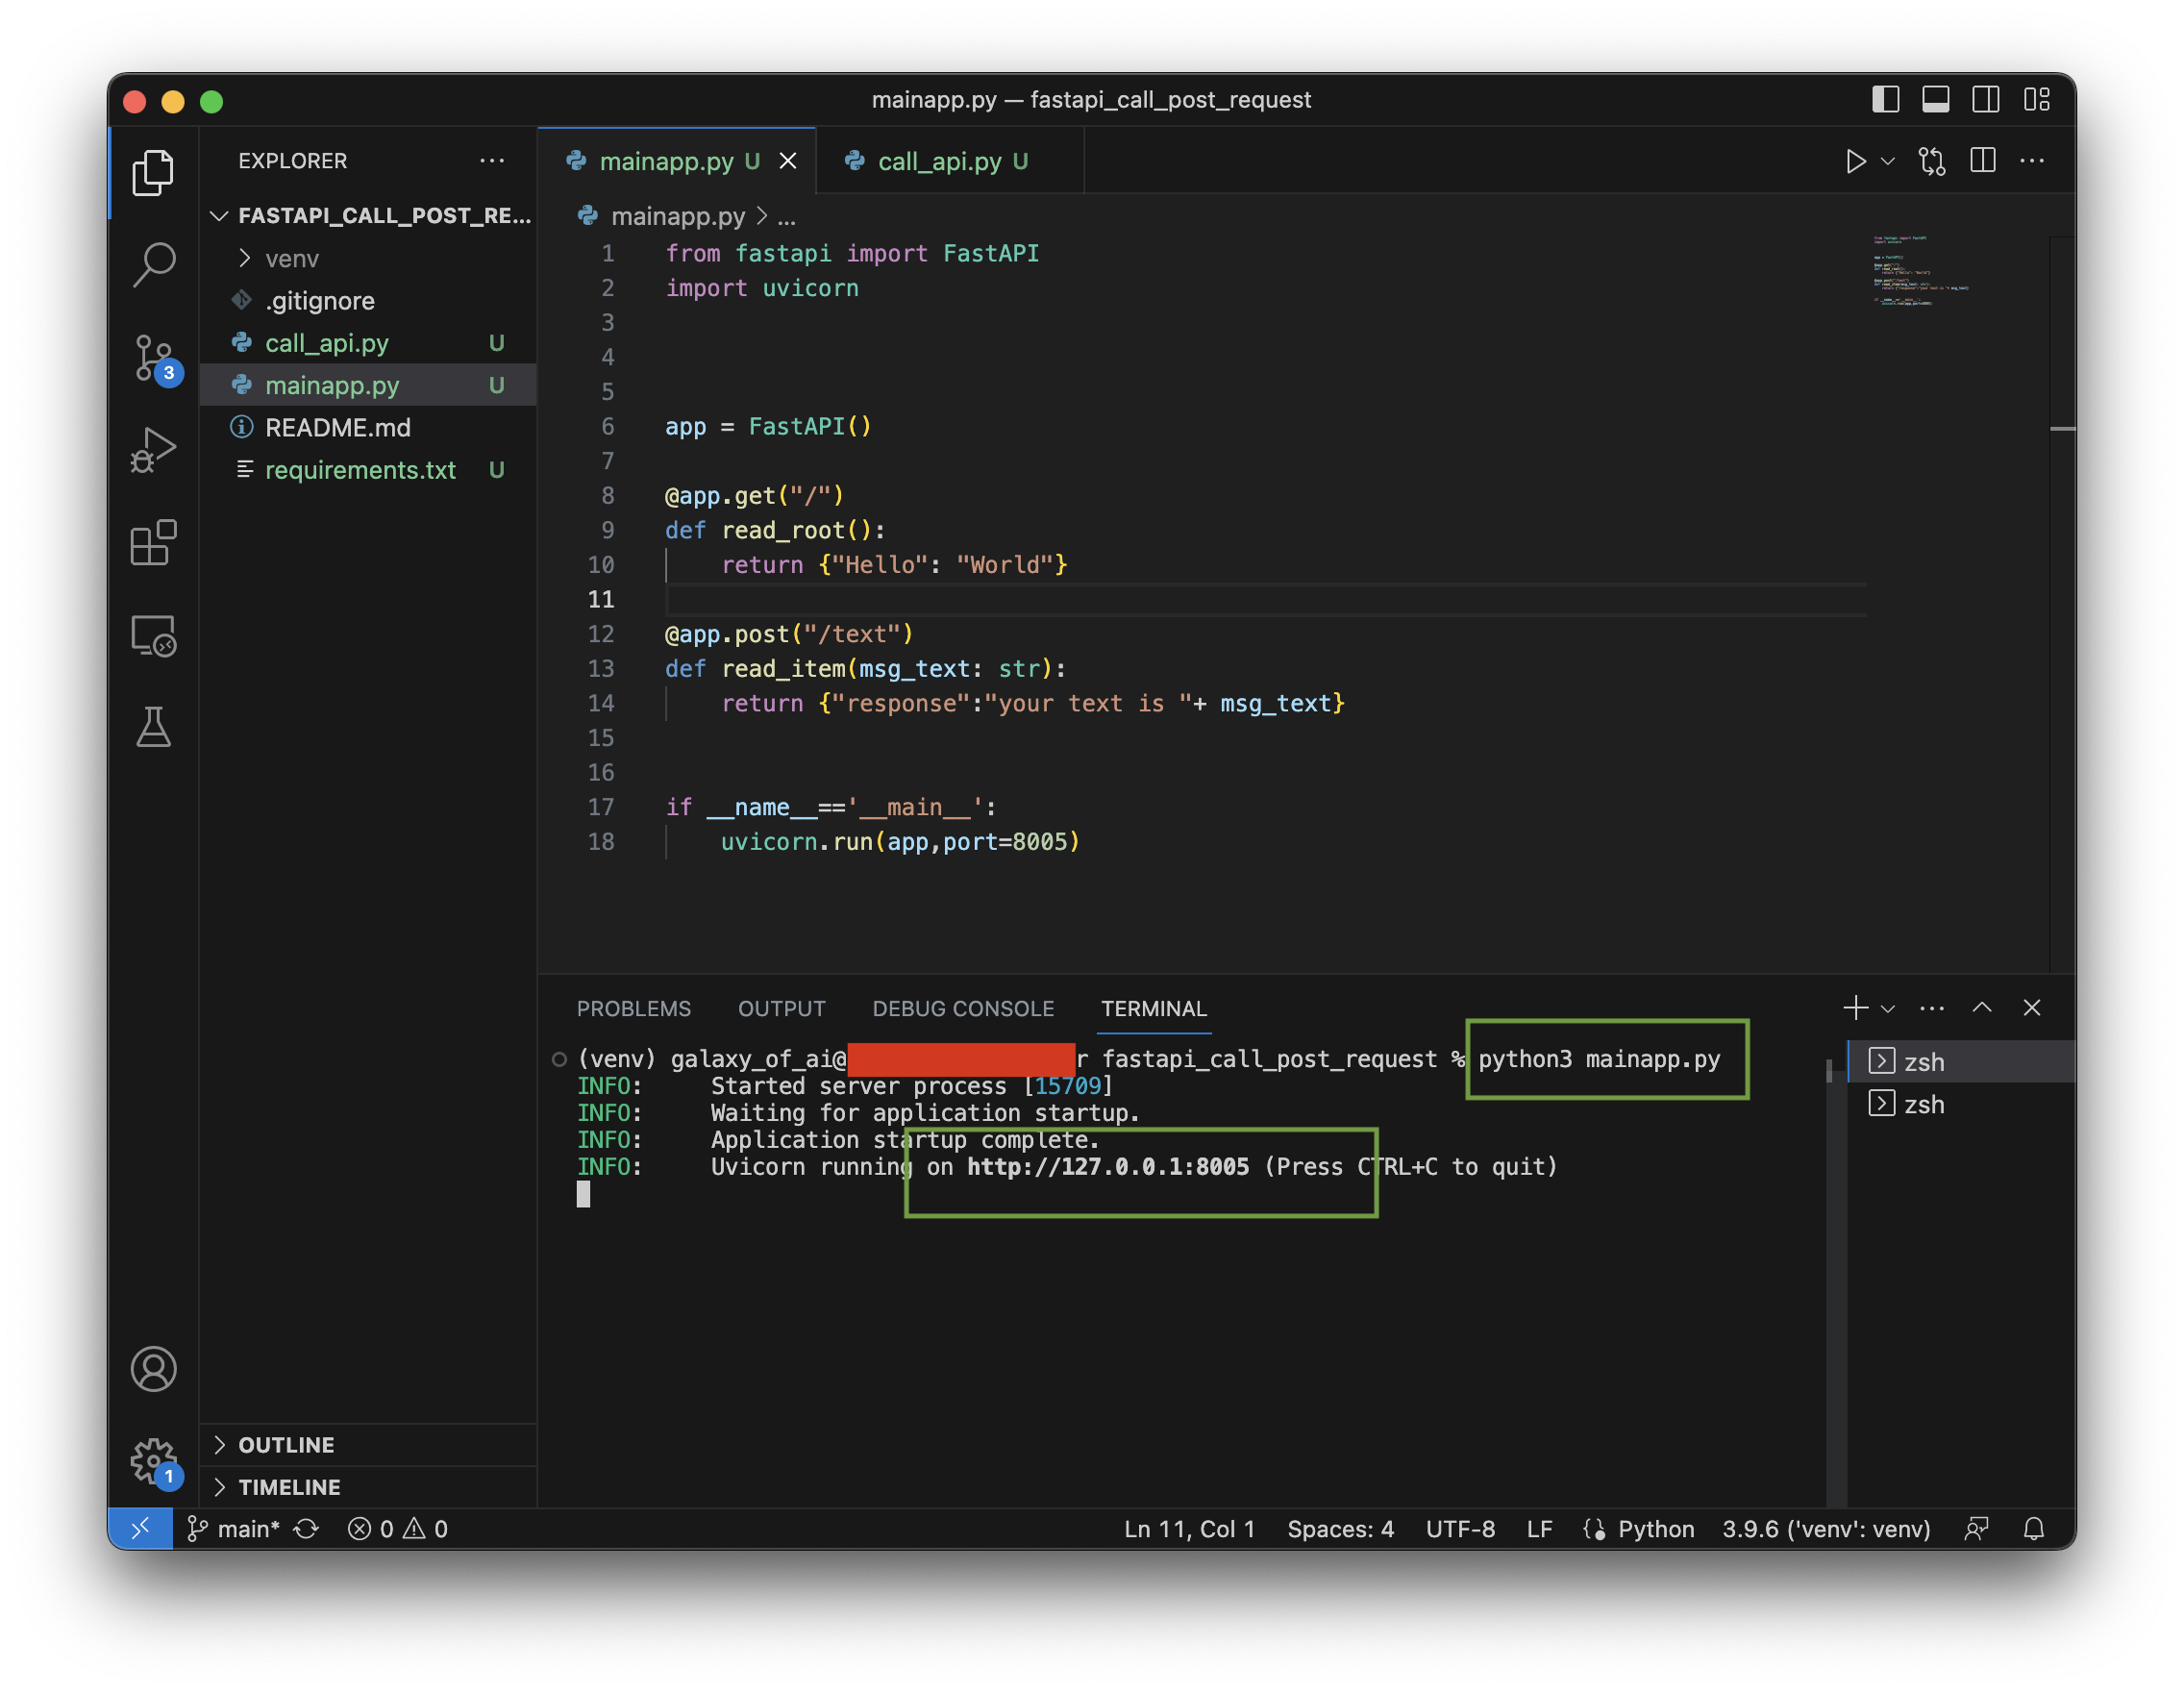 mainapp.py — fastapi_call_post_request
EXPLORER
FASTAPI_CALL_POST_RE...
venv
.gitignore
call_api.py U
mainapp.py U
README.md
requirements.txt U
3
1
OUTLINE
TIMELINE
mainapp.py U
call_api.py U
mainapp.py > ...
1 from fastapi import FastAPI
2 import uvicorn
3
4
5
6 app = FastAPI()
7
8 @app.get("/")
9 def read_root():
10 return {"Hello": "World"}
11
12 @app.post("/text")
13 def read_item(msg_text: str):
14 return {"response":"your text is "+ msg_text}
15
16
17 if __name__=='__main__':
18 uvicorn.run(app,port=8005)
PROBLEMS OUTPUT DEBUG CONSOLE TERMINAL
(venv) galaxy_of_ai@ r fastapi_call_post_request % python3 mainapp.py
INFO: Started server process [15709]
INFO: Waiting for application startup.
INFO: Application startup complete.
INFO: Uvicorn running on http://127.0.0.1:8005 (Press CTRL+C to quit)
zsh
zsh
main* 0 0 Ln 11, Col 1 Spaces: 4 UTF-8 LF Python 3.9.6 ('venv': venv)